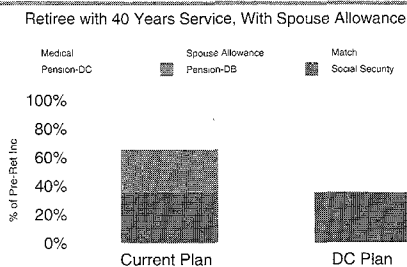 Retiree with 40 Years Service, With Spouse Allowance
Medical Spouse Allowance Match
Pension-DC Pension-DB Social Security
100%
80%
60%
40%
20%
0%
% of Pre-Ret Inc
Current Plan DC Plan